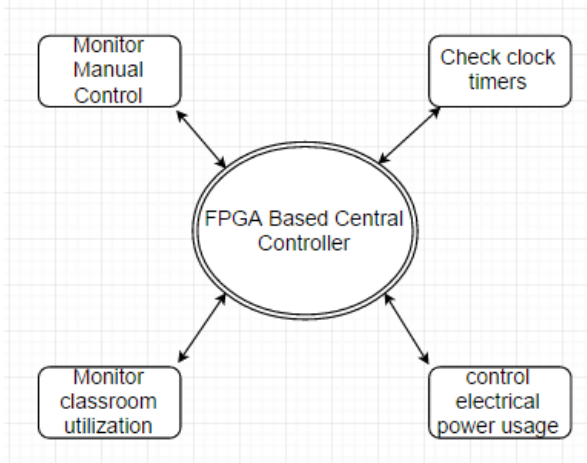 Monitor
Manual
Control
Check clock
timers
FPGA Based Central
Controller
Monitor
classroom
utilization
control
electrical
power usage